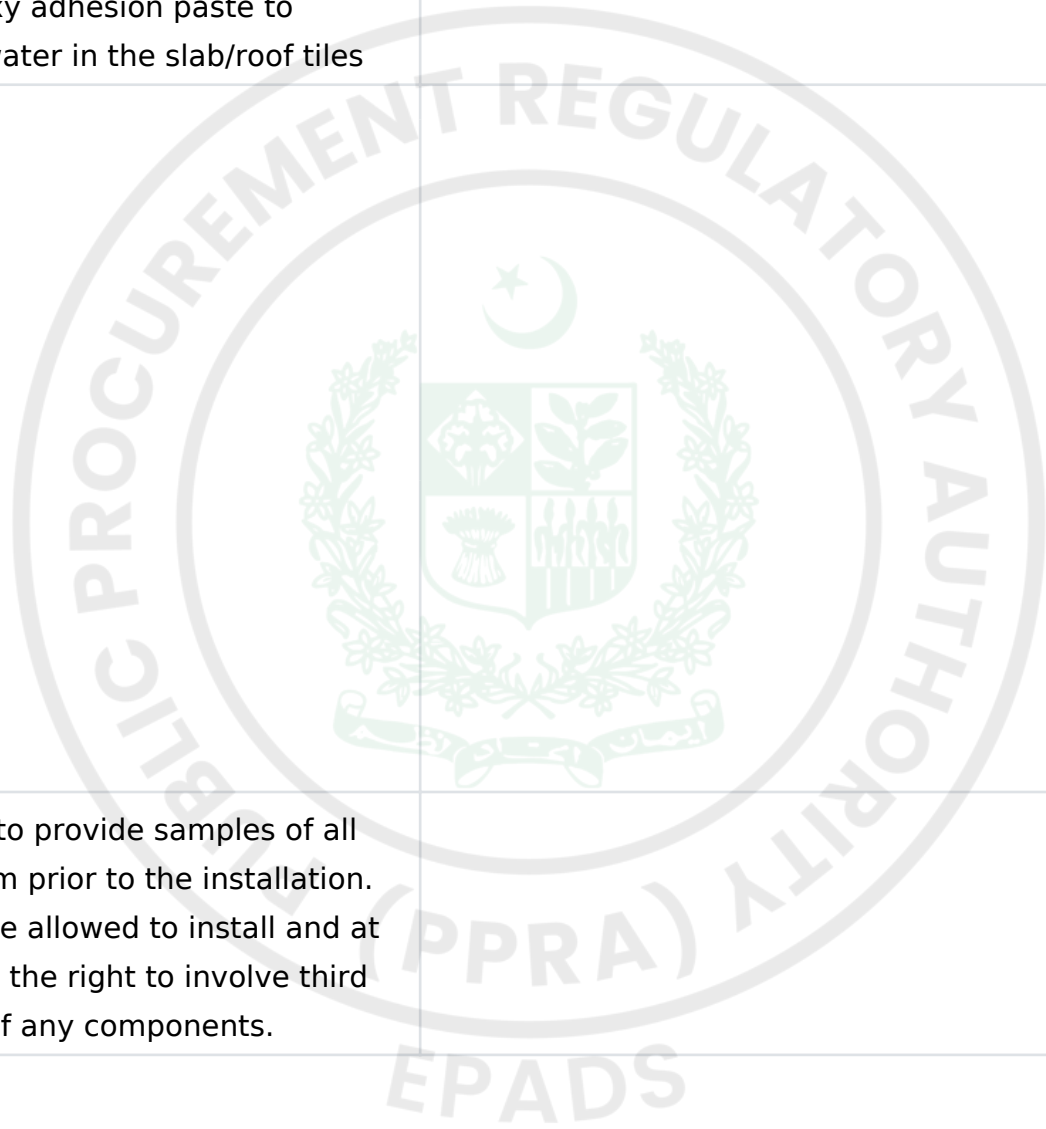 xy adhesion paste to
ater in the slab/roof tiles
PUBLIC PROCUREMENT REGULATORY AUTHORITY
to provide samples of all
m prior to the installation.
e allowed to install and at
the right to involve third
f any components.
(PPRA)
EPADS